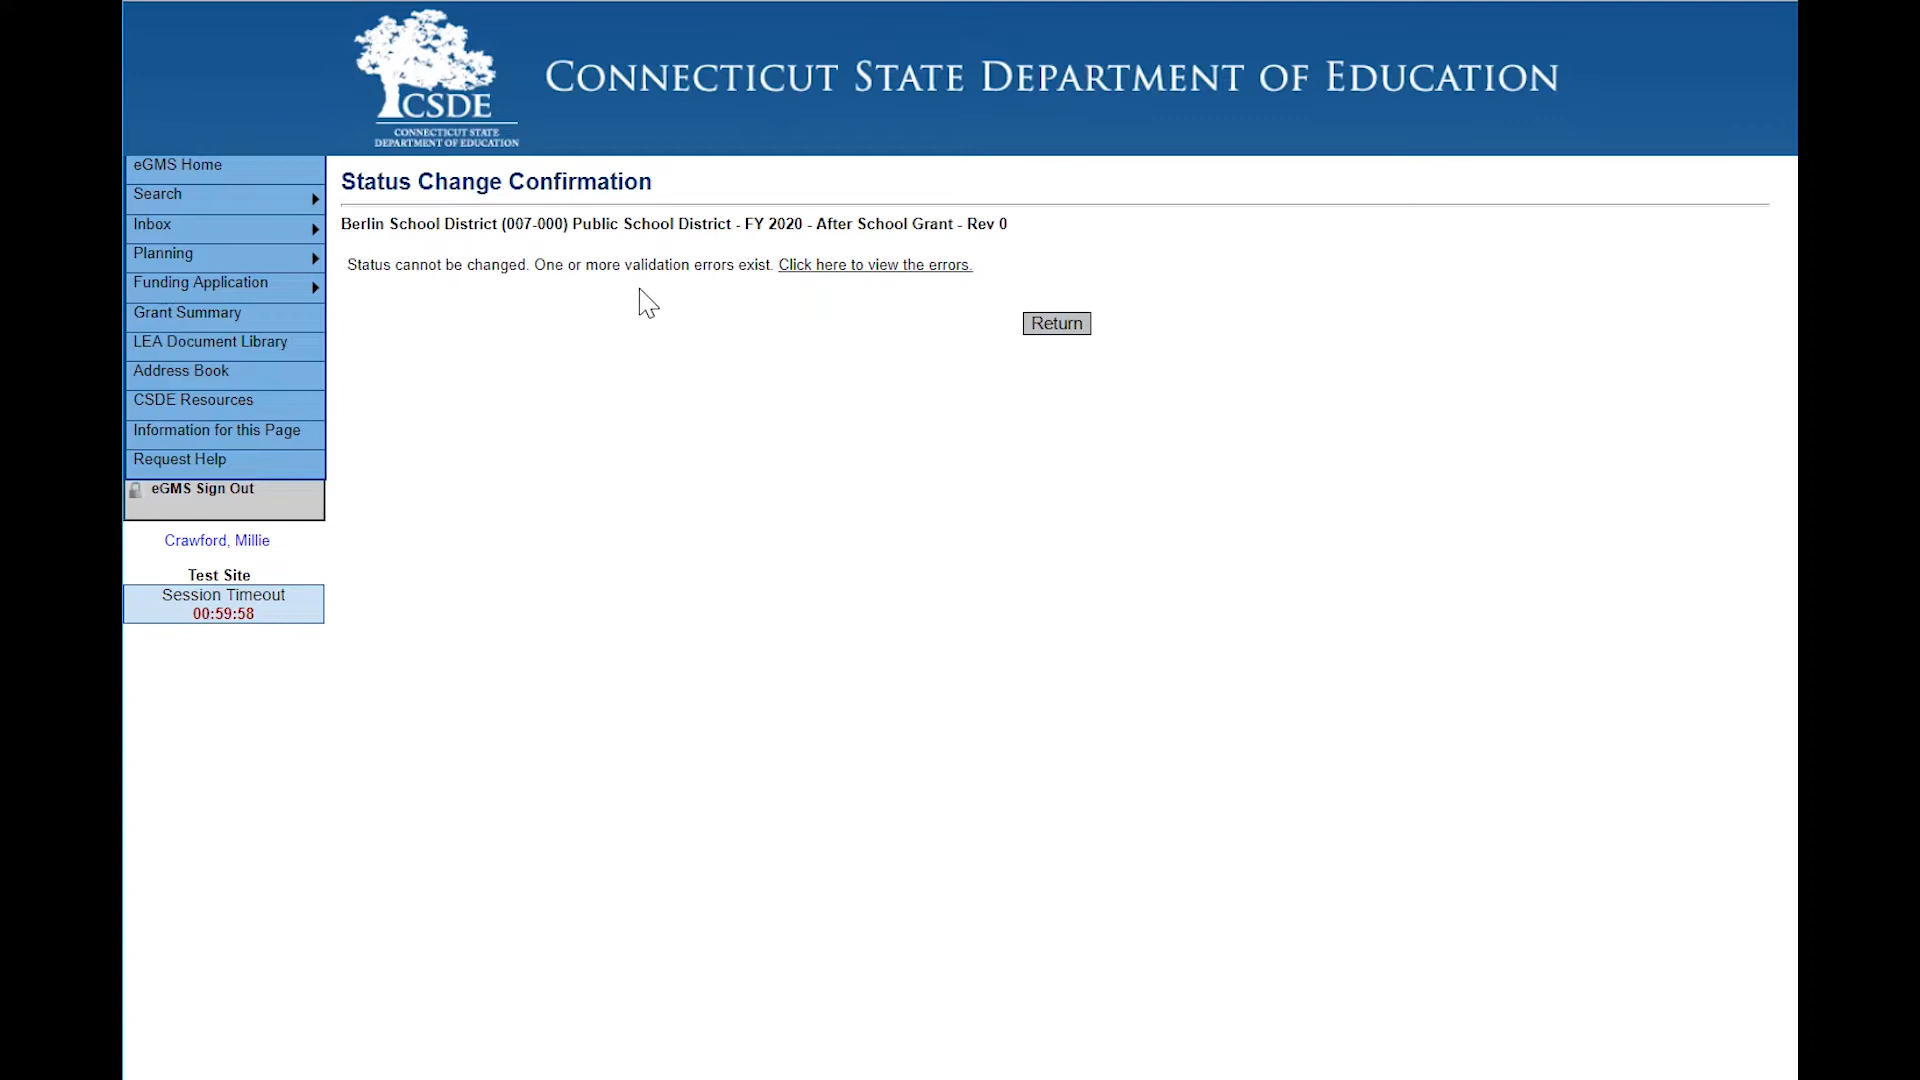 CSDE
CONNECTICUT STATE
DEPARTMENT OF EDUCATION
CONNECTICUT STATE DEPARTMENT OF EDUCATION
eGMS Home
Search
Inbox
Planning
Funding Application
Grant Summary
LEA Document Library
Address Book
CSDE Resources
Information for this Page
Request Help
eGMS Sign Out
Crawford, Millie
Test Site
Session Timeout
00:59:58
Status Change Confirmation
Berlin School District (007-000) Public School District - FY 2020 - After School Grant - Rev 0
Status cannot be changed. One or more validation errors exist. Click here to view the errors.
Return